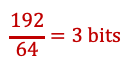 192
64 = 3 bits